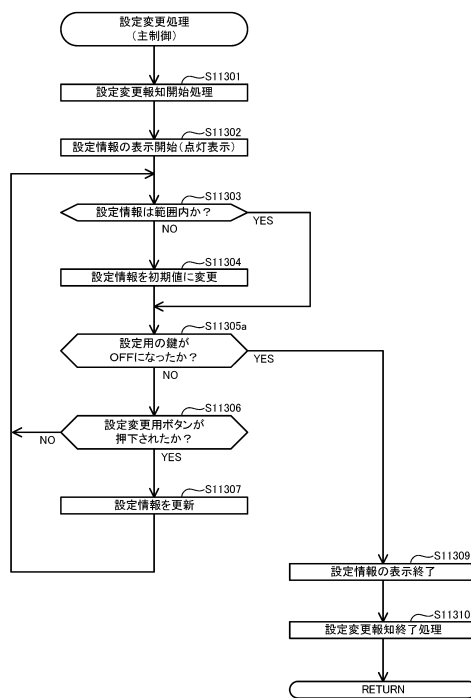 設定変更処理
（主制御）
S11301
設定変更報知開始処理
S11302
設定情報の表示開始（点灯表示）
S11303
設定情報は範囲内か？
YES
NO
S11304
設定情報を初期値に変更
S11305a
設定用の鍵が
OFFになったか？
YES
NO
S11306
設定変更用ボタンが
押下されたか？
NO
YES
S11307
設定情報を更新
S11309
設定情報の表示終了
S11310
設定変更報知終了処理
RETURN